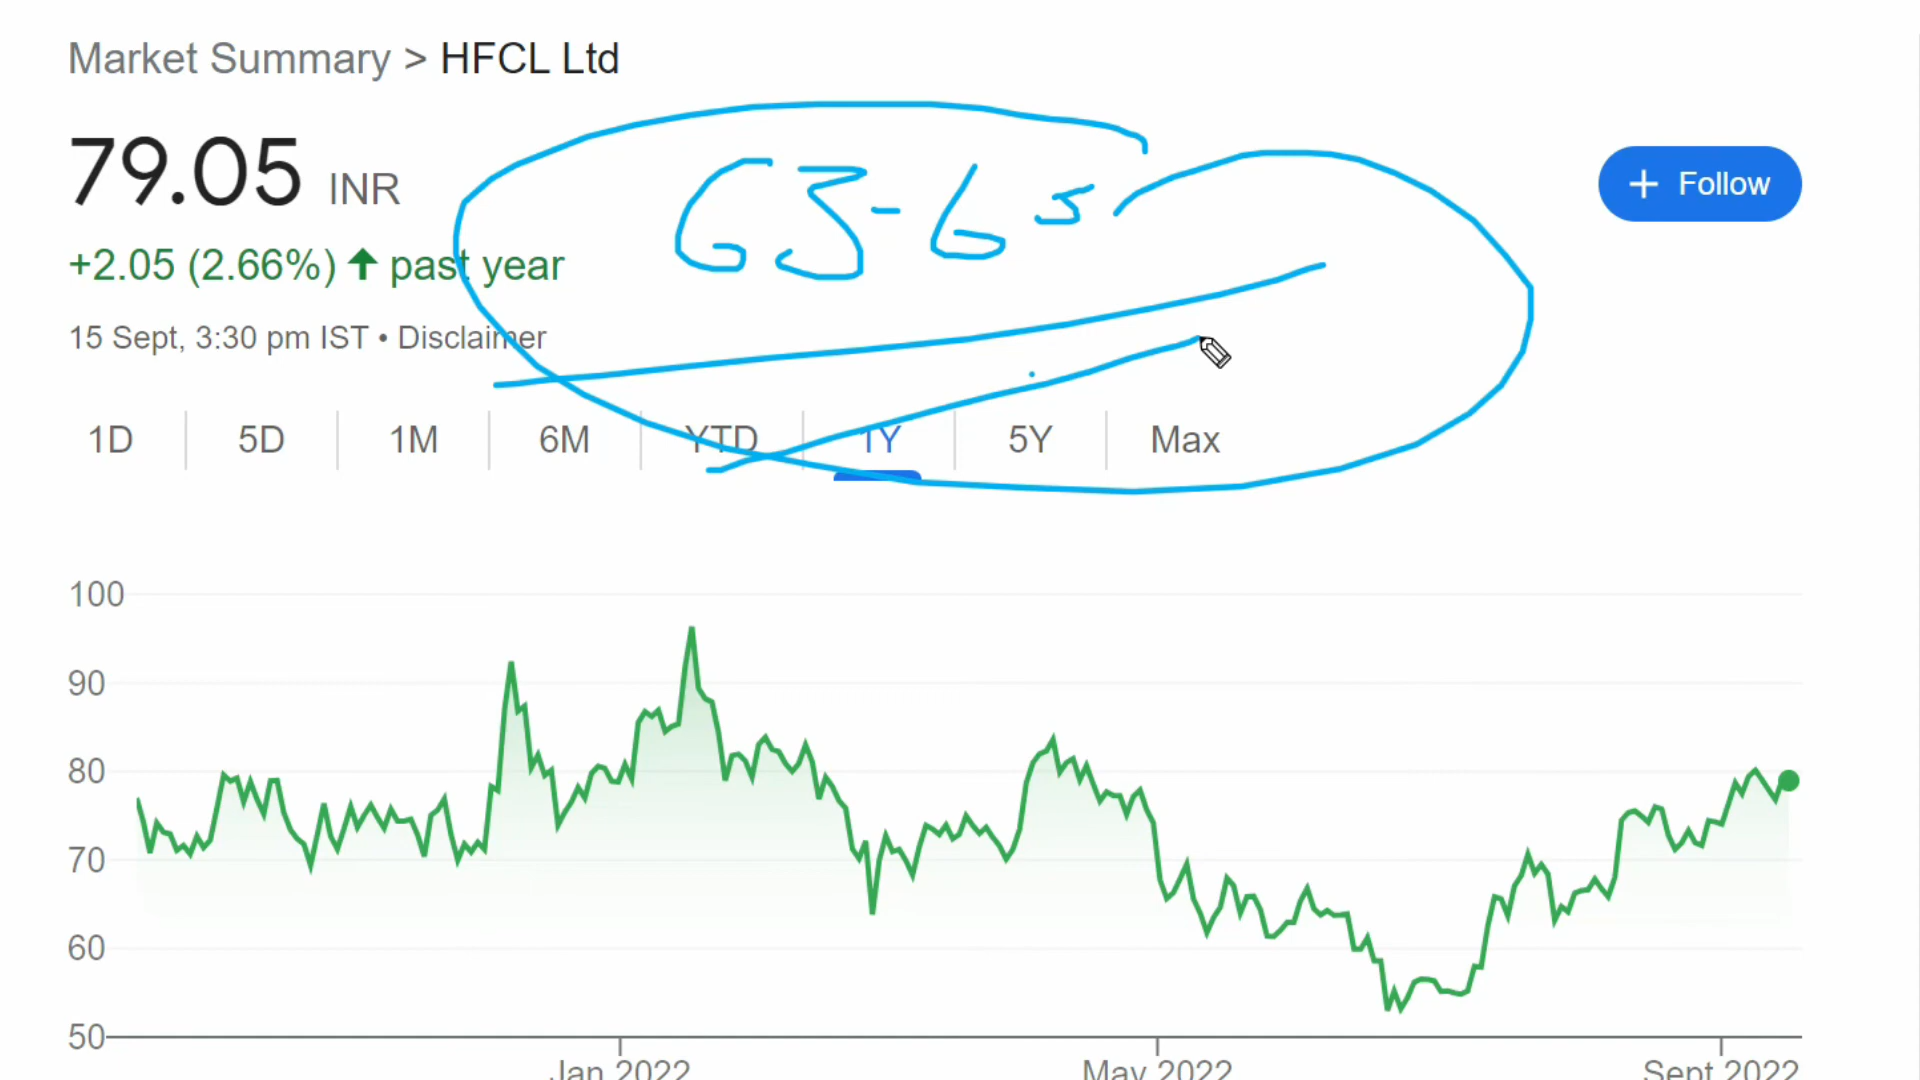 Market Summary > HFCL Ltd
79.05 INR
63-65
+ Follow
+2.05 (2.66%) ↑ past year
15 Sept, 3:30 pm IST • Disclaimer
1D 5D 1M 6M YTD 1Y 5Y Max
100
90
80
70
60
50
Jan 2022 May 2022 Sept 2022